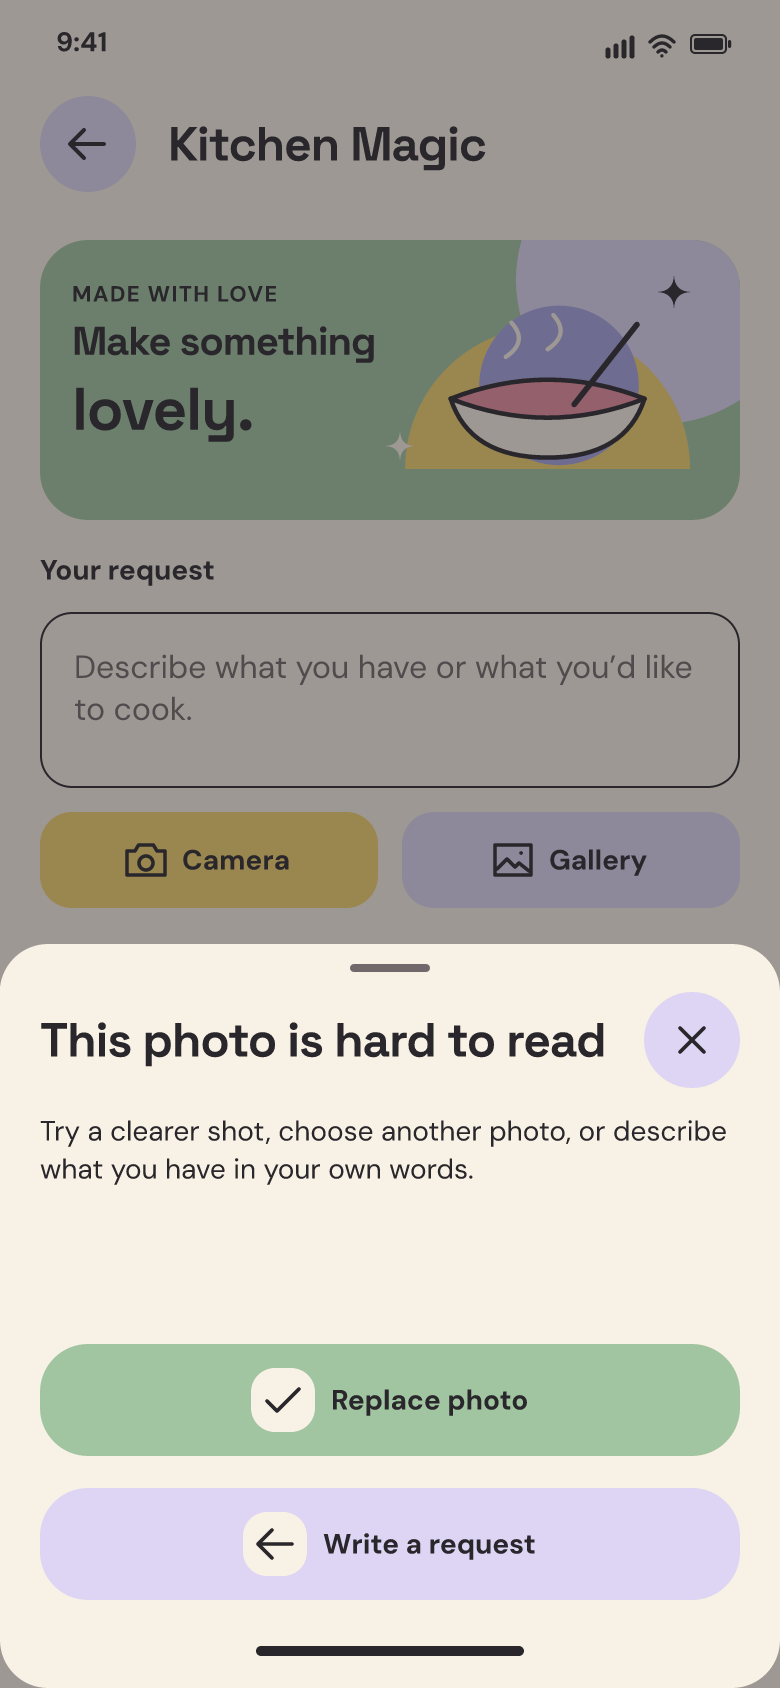 9:41
Kitchen Magic
MADE WITH LOVE
Make something
lovely.
Your request
Describe what you have or what you’d like
to cook.
Camera
Gallery
This photo is hard to read
Try a clearer shot, choose another photo, or describe
what you have in your own words.
Replace photo
Write a request